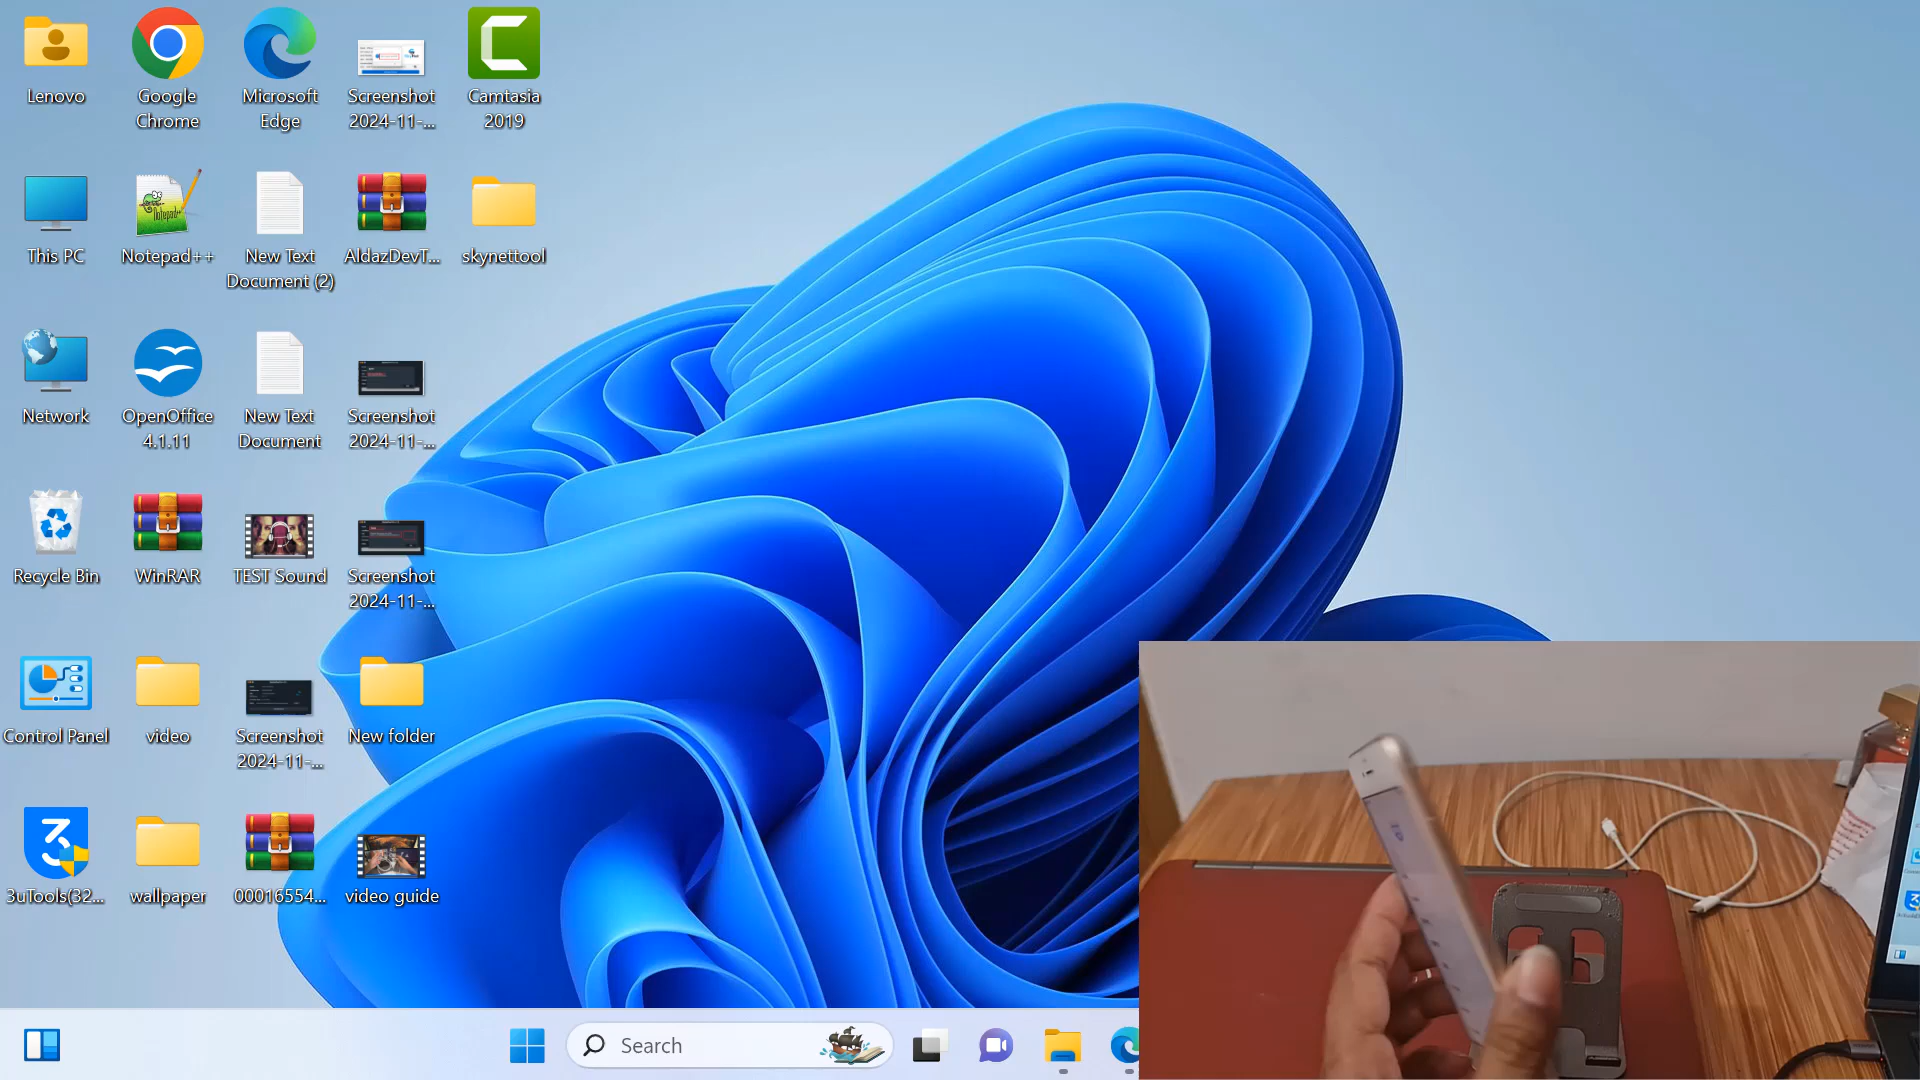 Lenovo
Google
Chrome
Microsoft
Edge
Screenshot
2024-11-...
Camtasia
2019
This PC
Notepad++
New Text
Document (2)
AldazDevT...
skynettool
Network
OpenOffice
4.1.11
New Text
Document
Screenshot
2024-11-...
Recycle Bin
WinRAR
TEST Sound
Screenshot
2024-11-...
Control Panel
video
Screenshot
2024-11-...
New folder
3uTools(32...
wallpaper
00016554...
video guide
Search